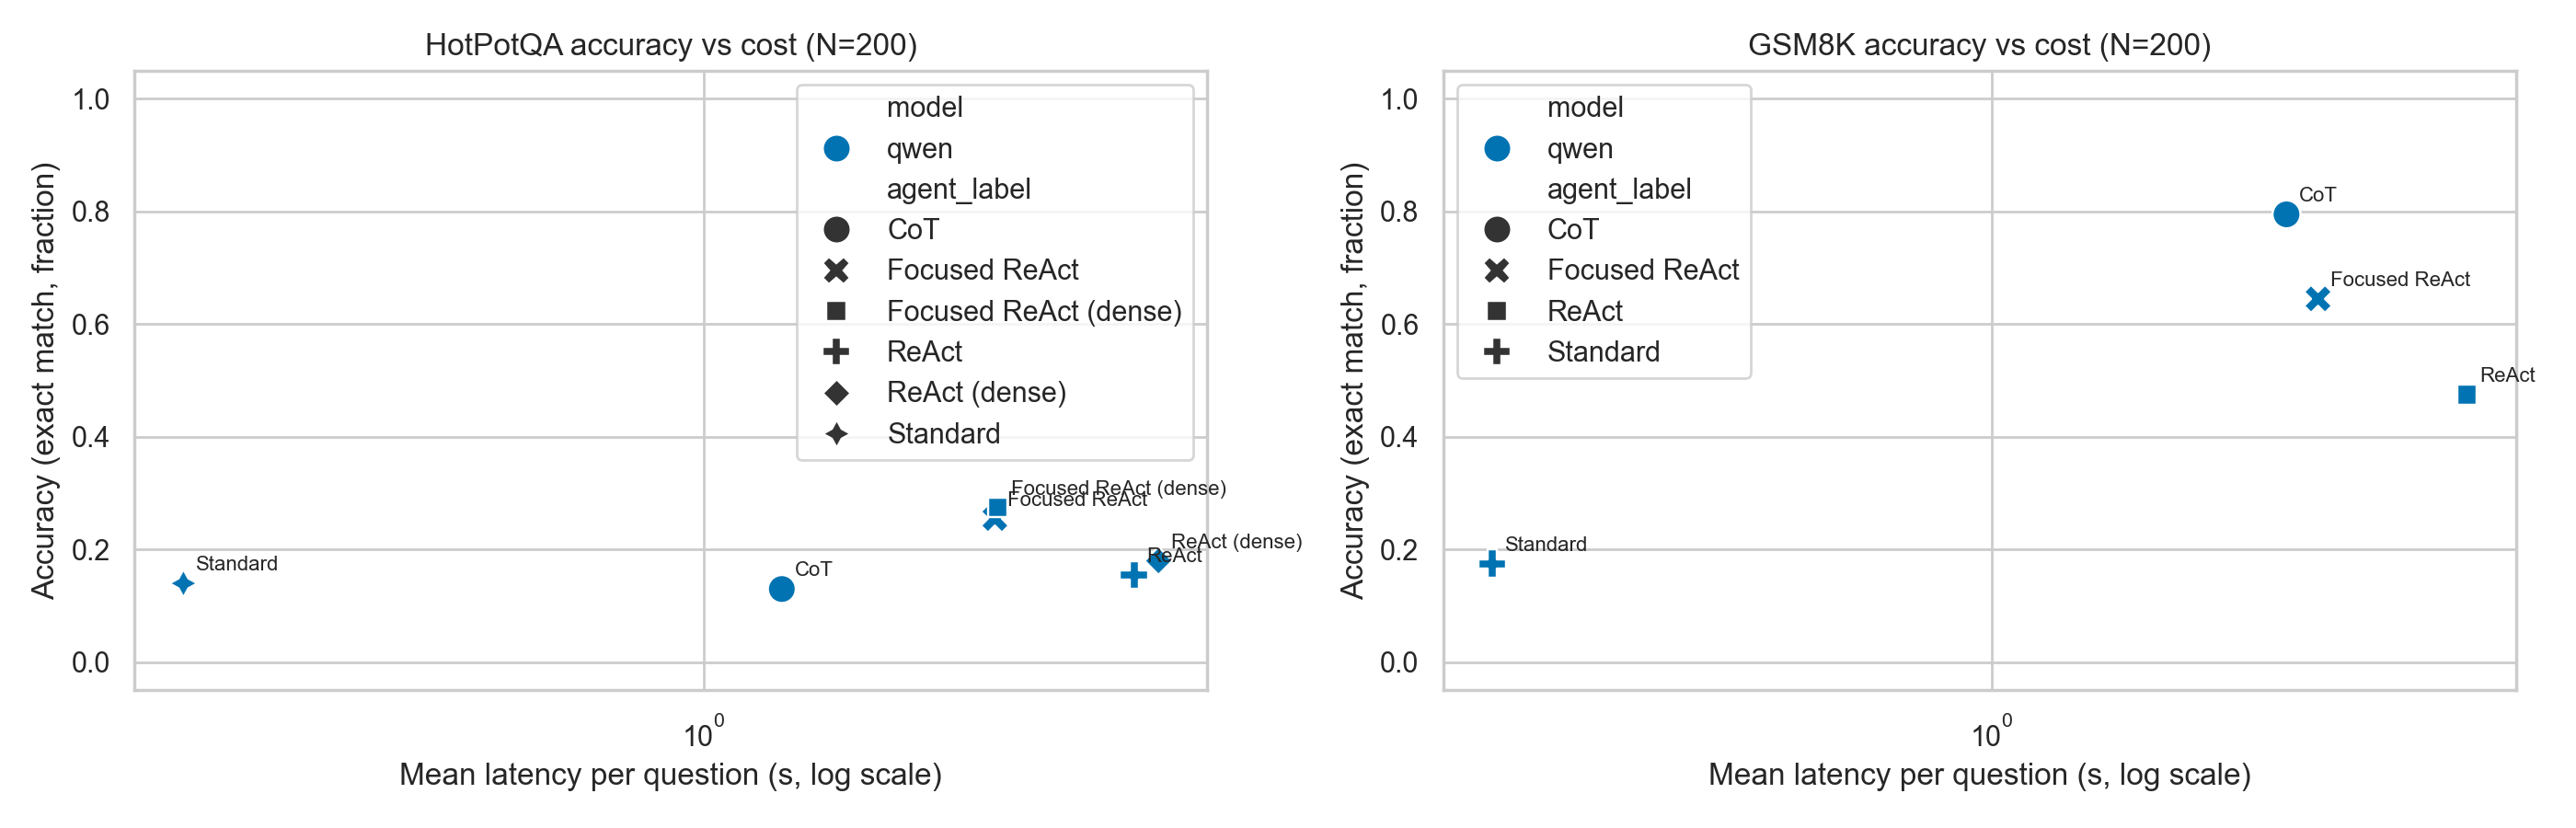 HotPotQA accuracy vs cost (N=200)
1.0
0.8
0.6
0.4
0.2
0.0
Accuracy (exact match, fraction)
model
qwen
agent_label
CoT
Focused ReAct
Focused ReAct (dense)
ReAct
ReAct (dense)
Standard
Focused ReAct (dense)
Focused ReAct
ReAct (dense)
ReAct
Standard
CoT
10⁰
Mean latency per question (s, log scale)
GSM8K accuracy vs cost (N=200)
1.0
0.8
0.6
0.4
0.2
0.0
Accuracy (exact match, fraction)
model
qwen
agent_label
CoT
Focused ReAct
ReAct
Standard
CoT
Focused ReAct
ReAct
Standard
10⁰
Mean latency per question (s, log scale)